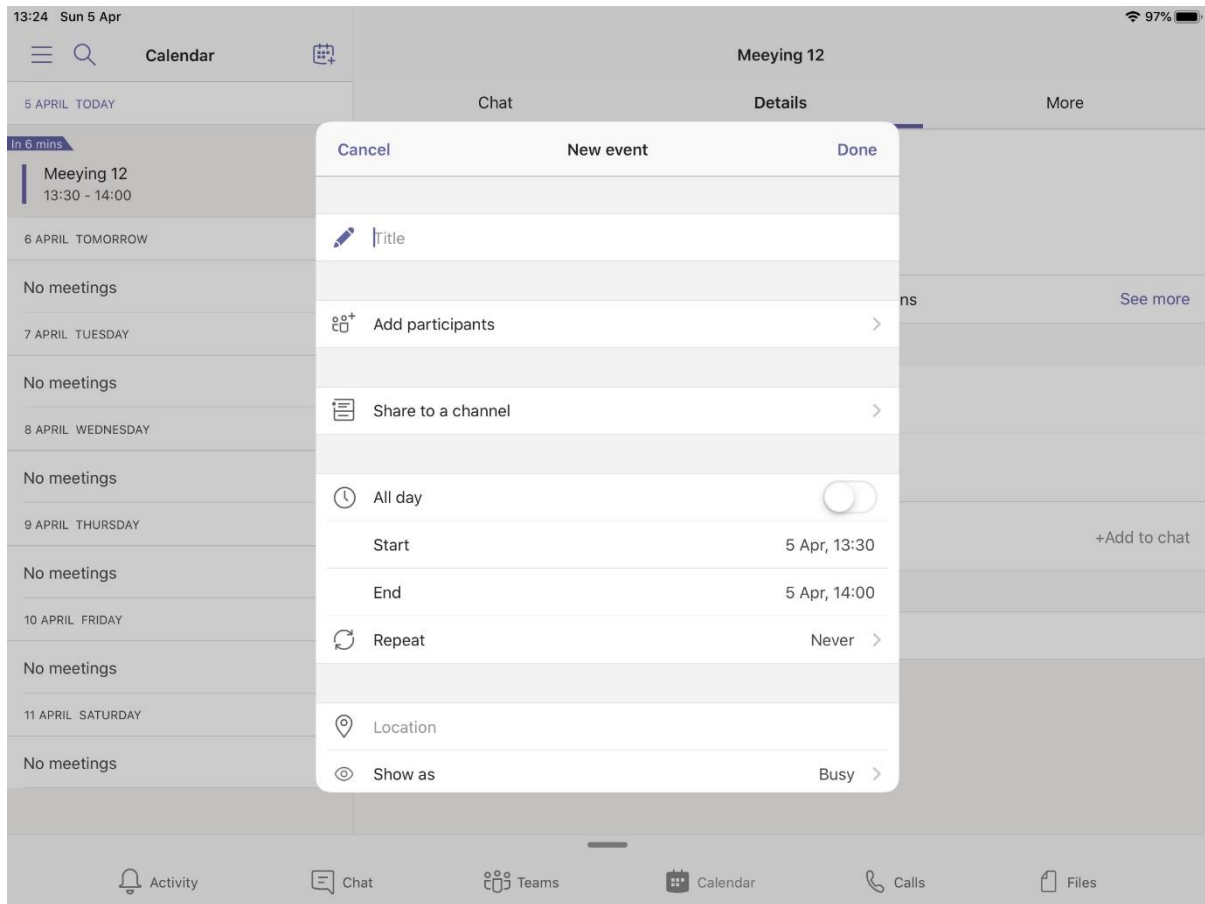 13:24 Sun 5 Apr
97%
Calendar
Meeying 12
5 APRIL TODAY
Chat
Details
More
In 6 mins
Meeying 12
13:30 - 14:00
6 APRIL TOMORROW
No meetings
7 APRIL TUESDAY
No meetings
8 APRIL WEDNESDAY
No meetings
9 APRIL THURSDAY
No meetings
10 APRIL FRIDAY
No meetings
11 APRIL SATURDAY
No meetings
Cancel
New event
Done
Title
Add participants
Share to a channel
All day
Start 5 Apr, 13:30
End 5 Apr, 14:00
Repeat Never
Location
Show as Busy
ns
See more
+Add to chat
Activity
Chat
Teams
Calendar
Calls
Files